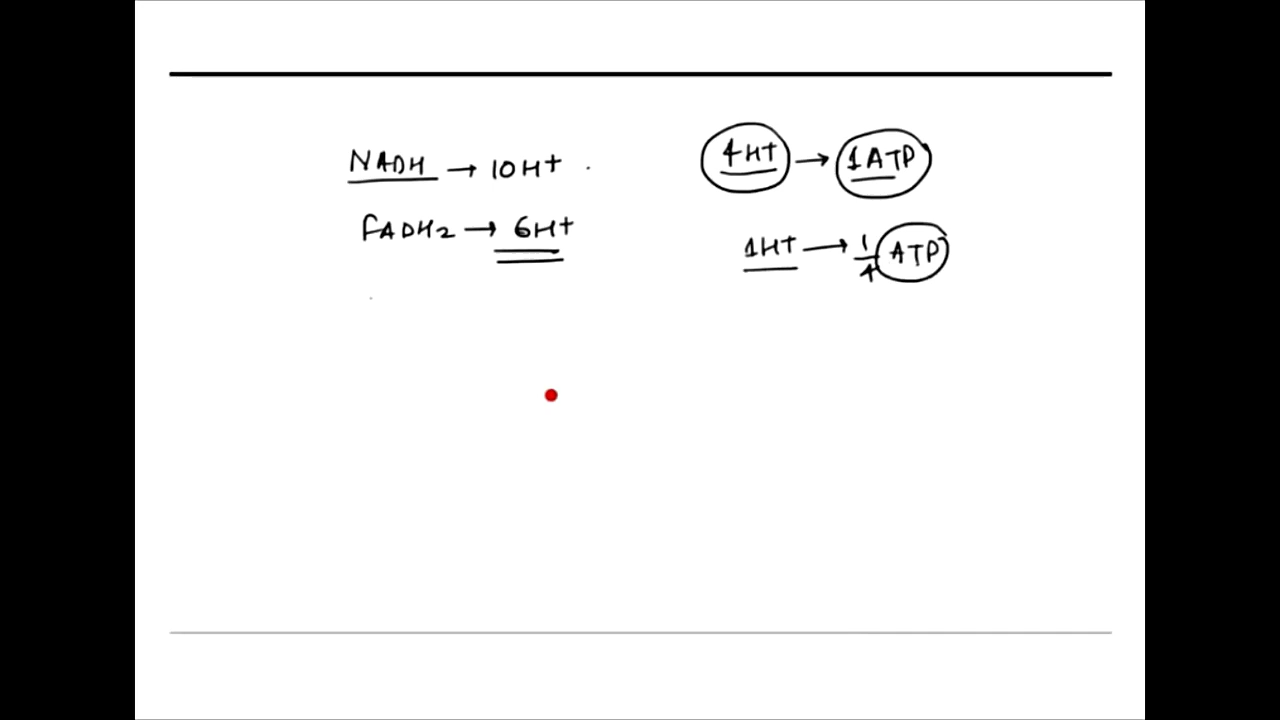 NADH → 10H+
FADH2 → 6H+
4H+ → 1ATP
1H+ → 1/4 ATP